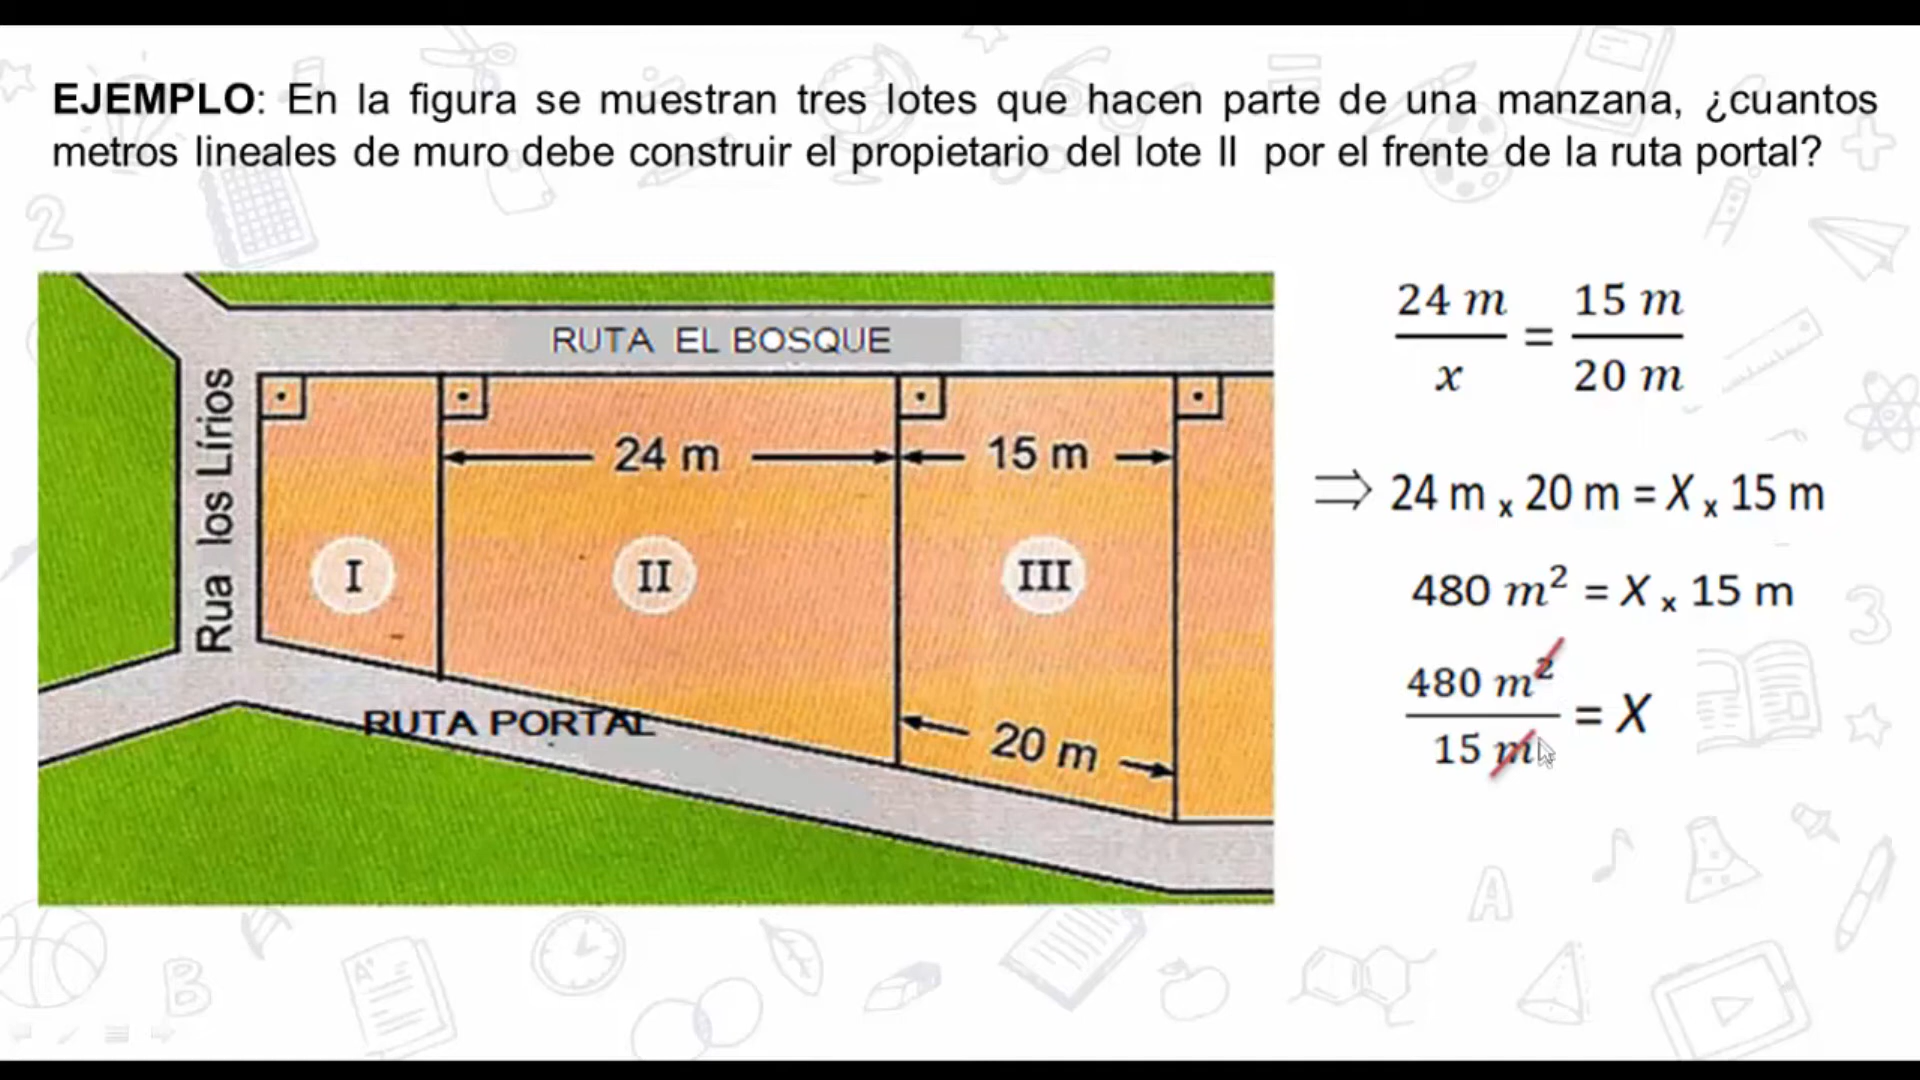 EJEMPLO: En la figura se muestran tres lotes que hacen parte de una manzana, ¿cuantos
metros lineales de muro debe construir el propietario del lote II por el frente de la ruta portal?
RUTA EL BOSQUE
Rua los Lírios
24 m
15 m
I
II
III
RUTA PORTAL
20 m
24 m / x = 15 m / 20 m
⇒ 24 m x 20 m = X x 15 m
480 m² = X x 15 m
480 m² / 15 m = X